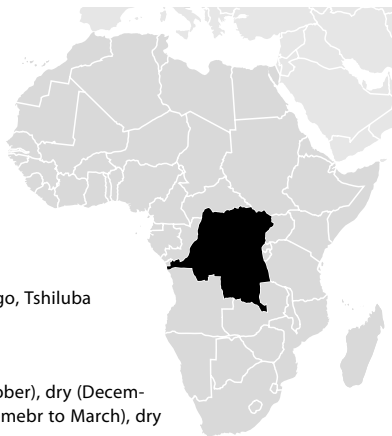 go, Tshiluba
ober), dry (Decem-
mebr to March), dry